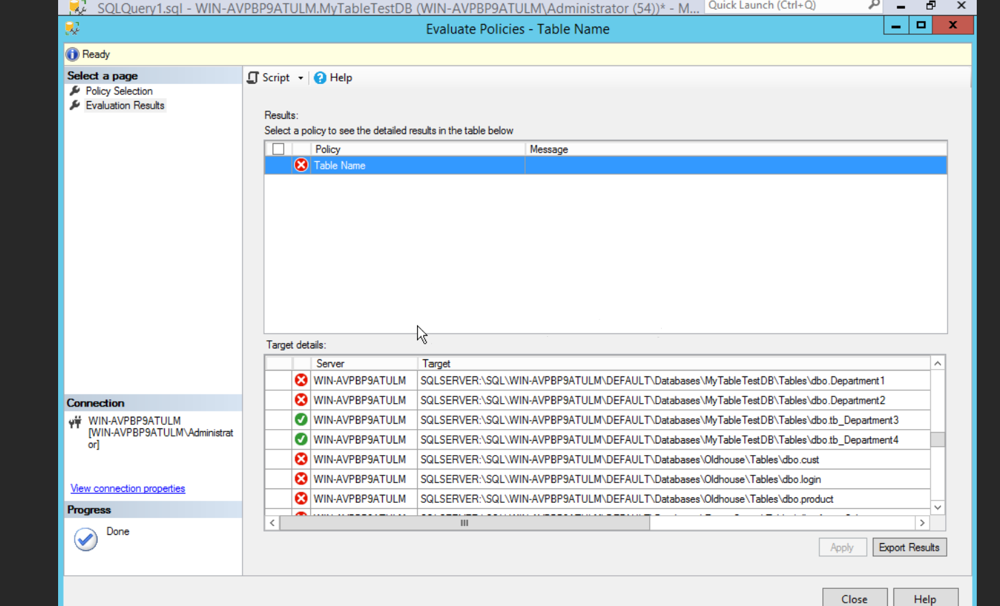 SQLQuery1.sql - WIN-AVPBP9ATULM.MyTableTestDB (WIN-AVPBP9ATULM\Administrator (54))* - M...
Quick Launch (Ctrl+Q)
Evaluate Policies - Table Name
Ready
Select a page
Policy Selection
Evaluation Results
Script
Help
Results:
Select a policy to see the detailed results in the table below
Policy Message
Table Name
Target details:
Server Target
WIN-AVPBP9ATULM SQLSERVER:\SQL\WIN-AVPBP9ATULM\DEFAULT\Databases\MyTableTestDB\Tables\dbo.Department1
WIN-AVPBP9ATULM SQLSERVER:\SQL\WIN-AVPBP9ATULM\DEFAULT\Databases\MyTableTestDB\Tables\dbo.Department2
WIN-AVPBP9ATULM SQLSERVER:\SQL\WIN-AVPBP9ATULM\DEFAULT\Databases\MyTableTestDB\Tables\dbo.tb_Department3
WIN-AVPBP9ATULM SQLSERVER:\SQL\WIN-AVPBP9ATULM\DEFAULT\Databases\MyTableTestDB\Tables\dbo.tb_Department4
WIN-AVPBP9ATULM SQLSERVER:\SQL\WIN-AVPBP9ATULM\DEFAULT\Databases\Oldhouse\Tables\dbo.cust
WIN-AVPBP9ATULM SQLSERVER:\SQL\WIN-AVPBP9ATULM\DEFAULT\Databases\Oldhouse\Tables\dbo.login
WIN-AVPBP9ATULM SQLSERVER:\SQL\WIN-AVPBP9ATULM\DEFAULT\Databases\Oldhouse\Tables\dbo.product
Connection
WIN-AVPBP9ATULM
[WIN-AVPBP9ATULM\Administrat
or]
View connection properties
Progress
Done
Apply
Export Results
Close
Help